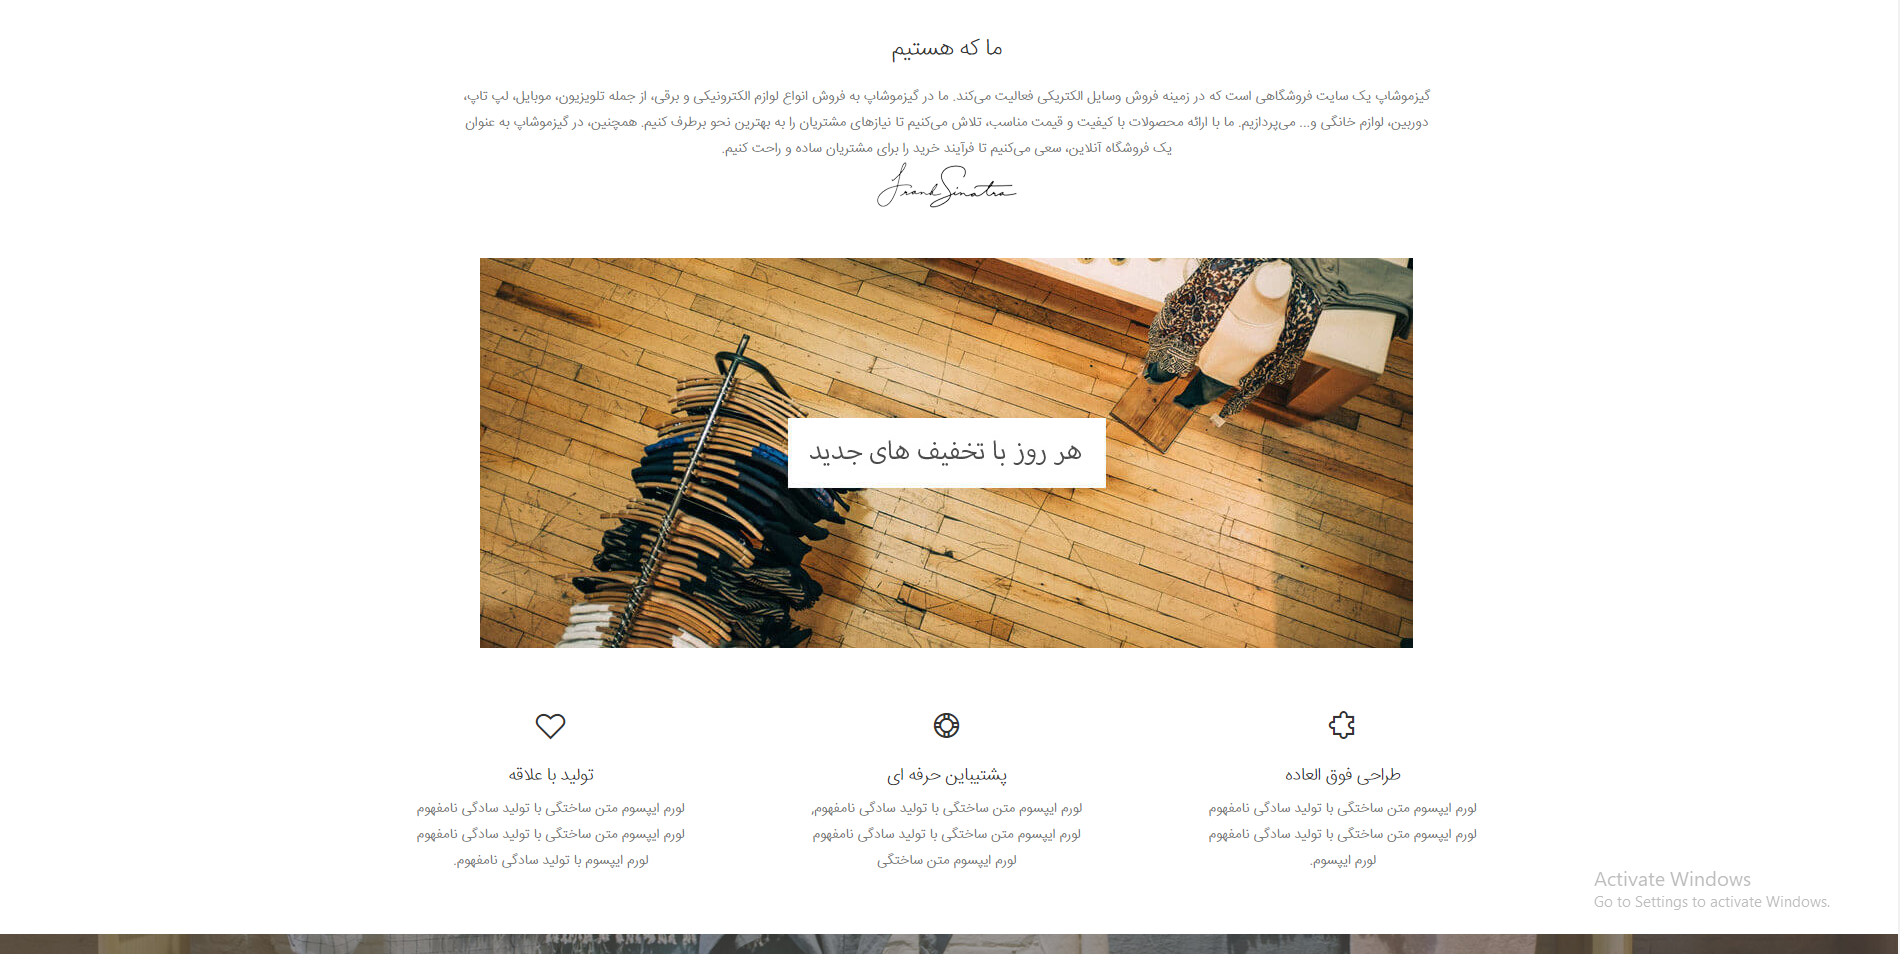 ما که هستیم
گیزموشاپ یک سایت فروشگاهی است که در زمینه فروش وسایل الکتریکی فعالیت می‌کند. ما در گیزموشاپ به فروش انواع لوازم الکترونیکی و برقی، از جمله تلویزیون، موبایل، لپ تاپ،
دوربین، لوازم خانگی و... می‌پردازیم. ما با ارائه محصولات با کیفیت و قیمت مناسب، تلاش می‌کنیم تا نیازهای مشتریان را به بهترین نحو برطرف کنیم. همچنین، در گیزموشاپ به عنوان
یک فروشگاه آنلاین، سعی می‌کنیم تا فرآیند خرید را برای مشتریان ساده و راحت کنیم.
Frank Sinatra
هر روز با تخفیف های جدید
طراحی فوق العاده
لورم ایپسوم متن ساختگی با تولید سادگی نامفهوم
لورم ایپسوم متن ساختگی با تولید سادگی نامفهوم
لورم ایپسوم.
پشتیباین حرفه ای
لورم ایپسوم متن ساختگی با تولید سادگی نامفهوم,
لورم ایپسوم متن ساختگی با تولید سادگی نامفهوم
لورم ایپسوم متن ساختگی
تولید با علاقه
لورم ایپسوم متن ساختگی با تولید سادگی نامفهوم
لورم ایپسوم متن ساختگی با تولید سادگی نامفهوم
لورم ایپسوم با تولید سادگی نامفهوم.
Activate Windows
Go to Settings to activate Windows.